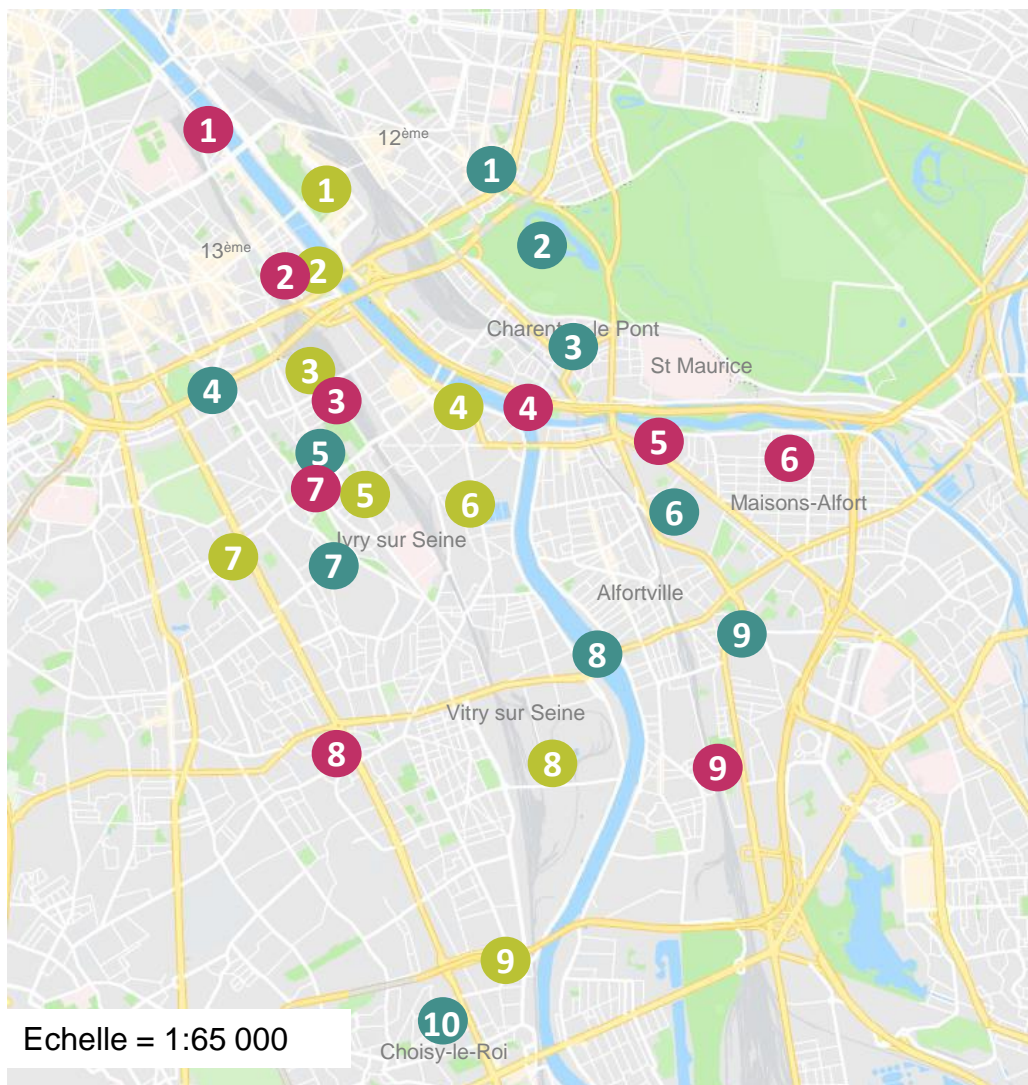 1
12ème
1
1
2
13ème
2
2
Charenton le Pont
3
St Maurice
3
4
3
4
4
5
5
6
7
5
6
Maisons-Alfort
6
Ivry sur Seine
7
7
Alfortville
9
8
Vitry sur Seine
8
8
9
9
10
Echelle = 1:65 000
Choisy-le-Roi